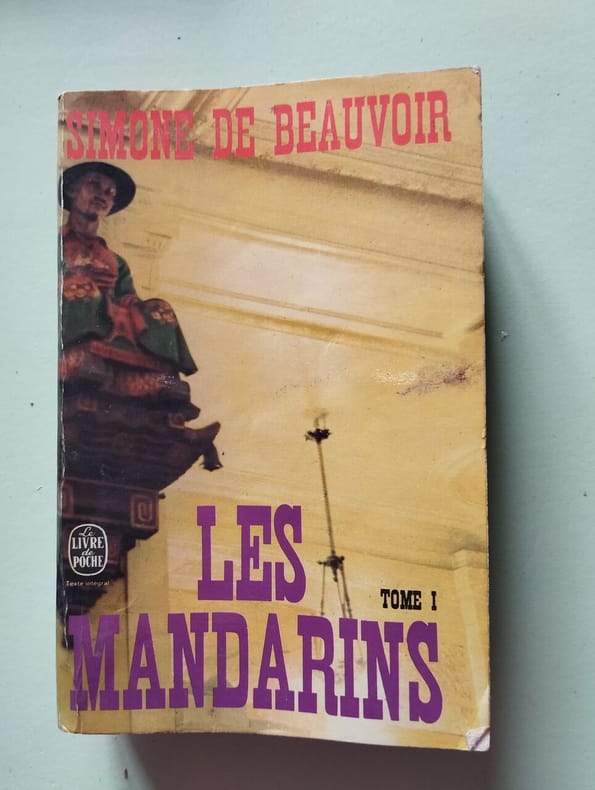 SIMONE DE BEAUVOIR
Le
LIVRE
de
POCHE
Texte intégral
LES
TOME I
MANDARINS